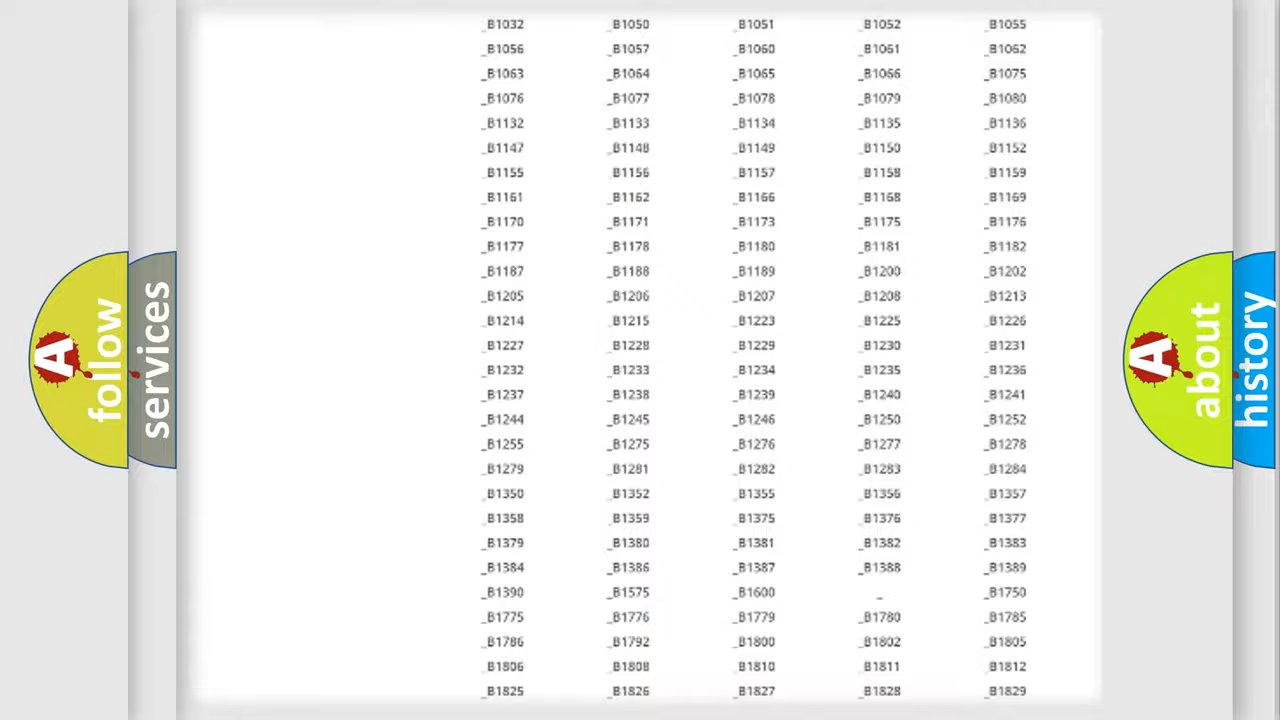 _B1032 _B1050 _B1051 _B1052 _B1055
_B1056 _B1057 _B1060 _B1061 _B1062
_B1063 _B1064 _B1065 _B1066 _B1075
_B1076 _B1077 _B1078 _B1079 _B1080
_B1132 _B1133 _B1134 _B1135 _B1136
_B1147 _B1148 _B1149 _B1150 _B1152
_B1155 _B1156 _B1157 _B1158 _B1159
_B1161 _B1162 _B1166 _B1168 _B1169
_B1170 _B1171 _B1173 _B1175 _B1176
_B1177 _B1178 _B1180 _B1181 _B1182
_B1187 _B1188 _B1189 _B1200 _B1202
_B1205 _B1206 _B1207 _B1208 _B1213
_B1214 _B1215 _B1223 _B1225 _B1226
_B1227 _B1228 _B1229 _B1230 _B1231
_B1232 _B1233 _B1234 _B1235 _B1236
_B1237 _B1238 _B1239 _B1240 _B1241
_B1244 _B1245 _B1246 _B1250 _B1252
_B1255 _B1275 _B1276 _B1277 _B1278
_B1279 _B1281 _B1282 _B1283 _B1284
_B1350 _B1352 _B1355 _B1356 _B1357
_B1358 _B1359 _B1375 _B1376 _B1377
_B1379 _B1380 _B1381 _B1382 _B1383
_B1384 _B1386 _B1387 _B1388 _B1389
_B1390 _B1575 _B1600 _ _B1750
_B1775 _B1776 _B1779 _B1780 _B1785
_B1786 _B1792 _B1800 _B1802 _B1805
_B1806 _B1808 _B1810 _B1811 _B1812
_B1825 _B1826 _B1827 _B1828 _B1829
A
follow
services
A
about
history